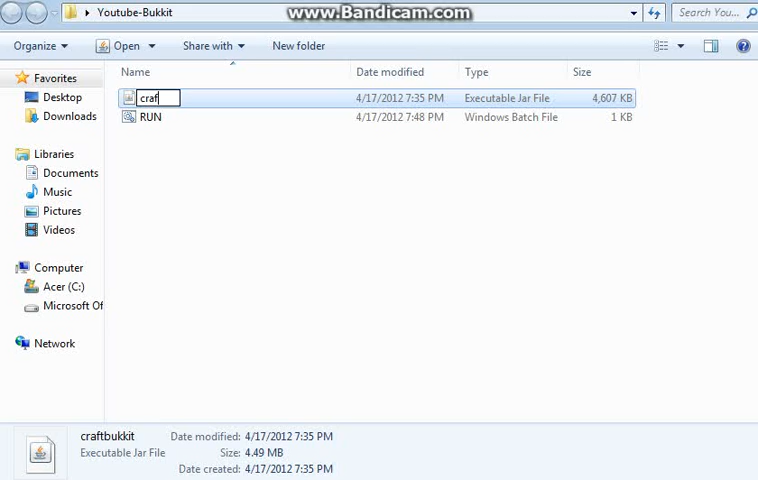 www.Bandicam.com
Youtube-Bukkit
Search You...
Organize Open Share with New folder
Name Date modified Type Size
Favorites
craf 4/17/2012 7:35 PM Executable Jar File 4,607 KB
Desktop
RUN 4/17/2012 7:48 PM Windows Batch File 1 KB
Downloads
Libraries
Documents
Music
Pictures
Videos
Computer
Acer (C:)
Microsoft Of
Network
craftbukkit Date modified: 4/17/2012 7:35 PM
Executable Jar File Size: 4.49 MB
Date created: 4/17/2012 7:35 PM